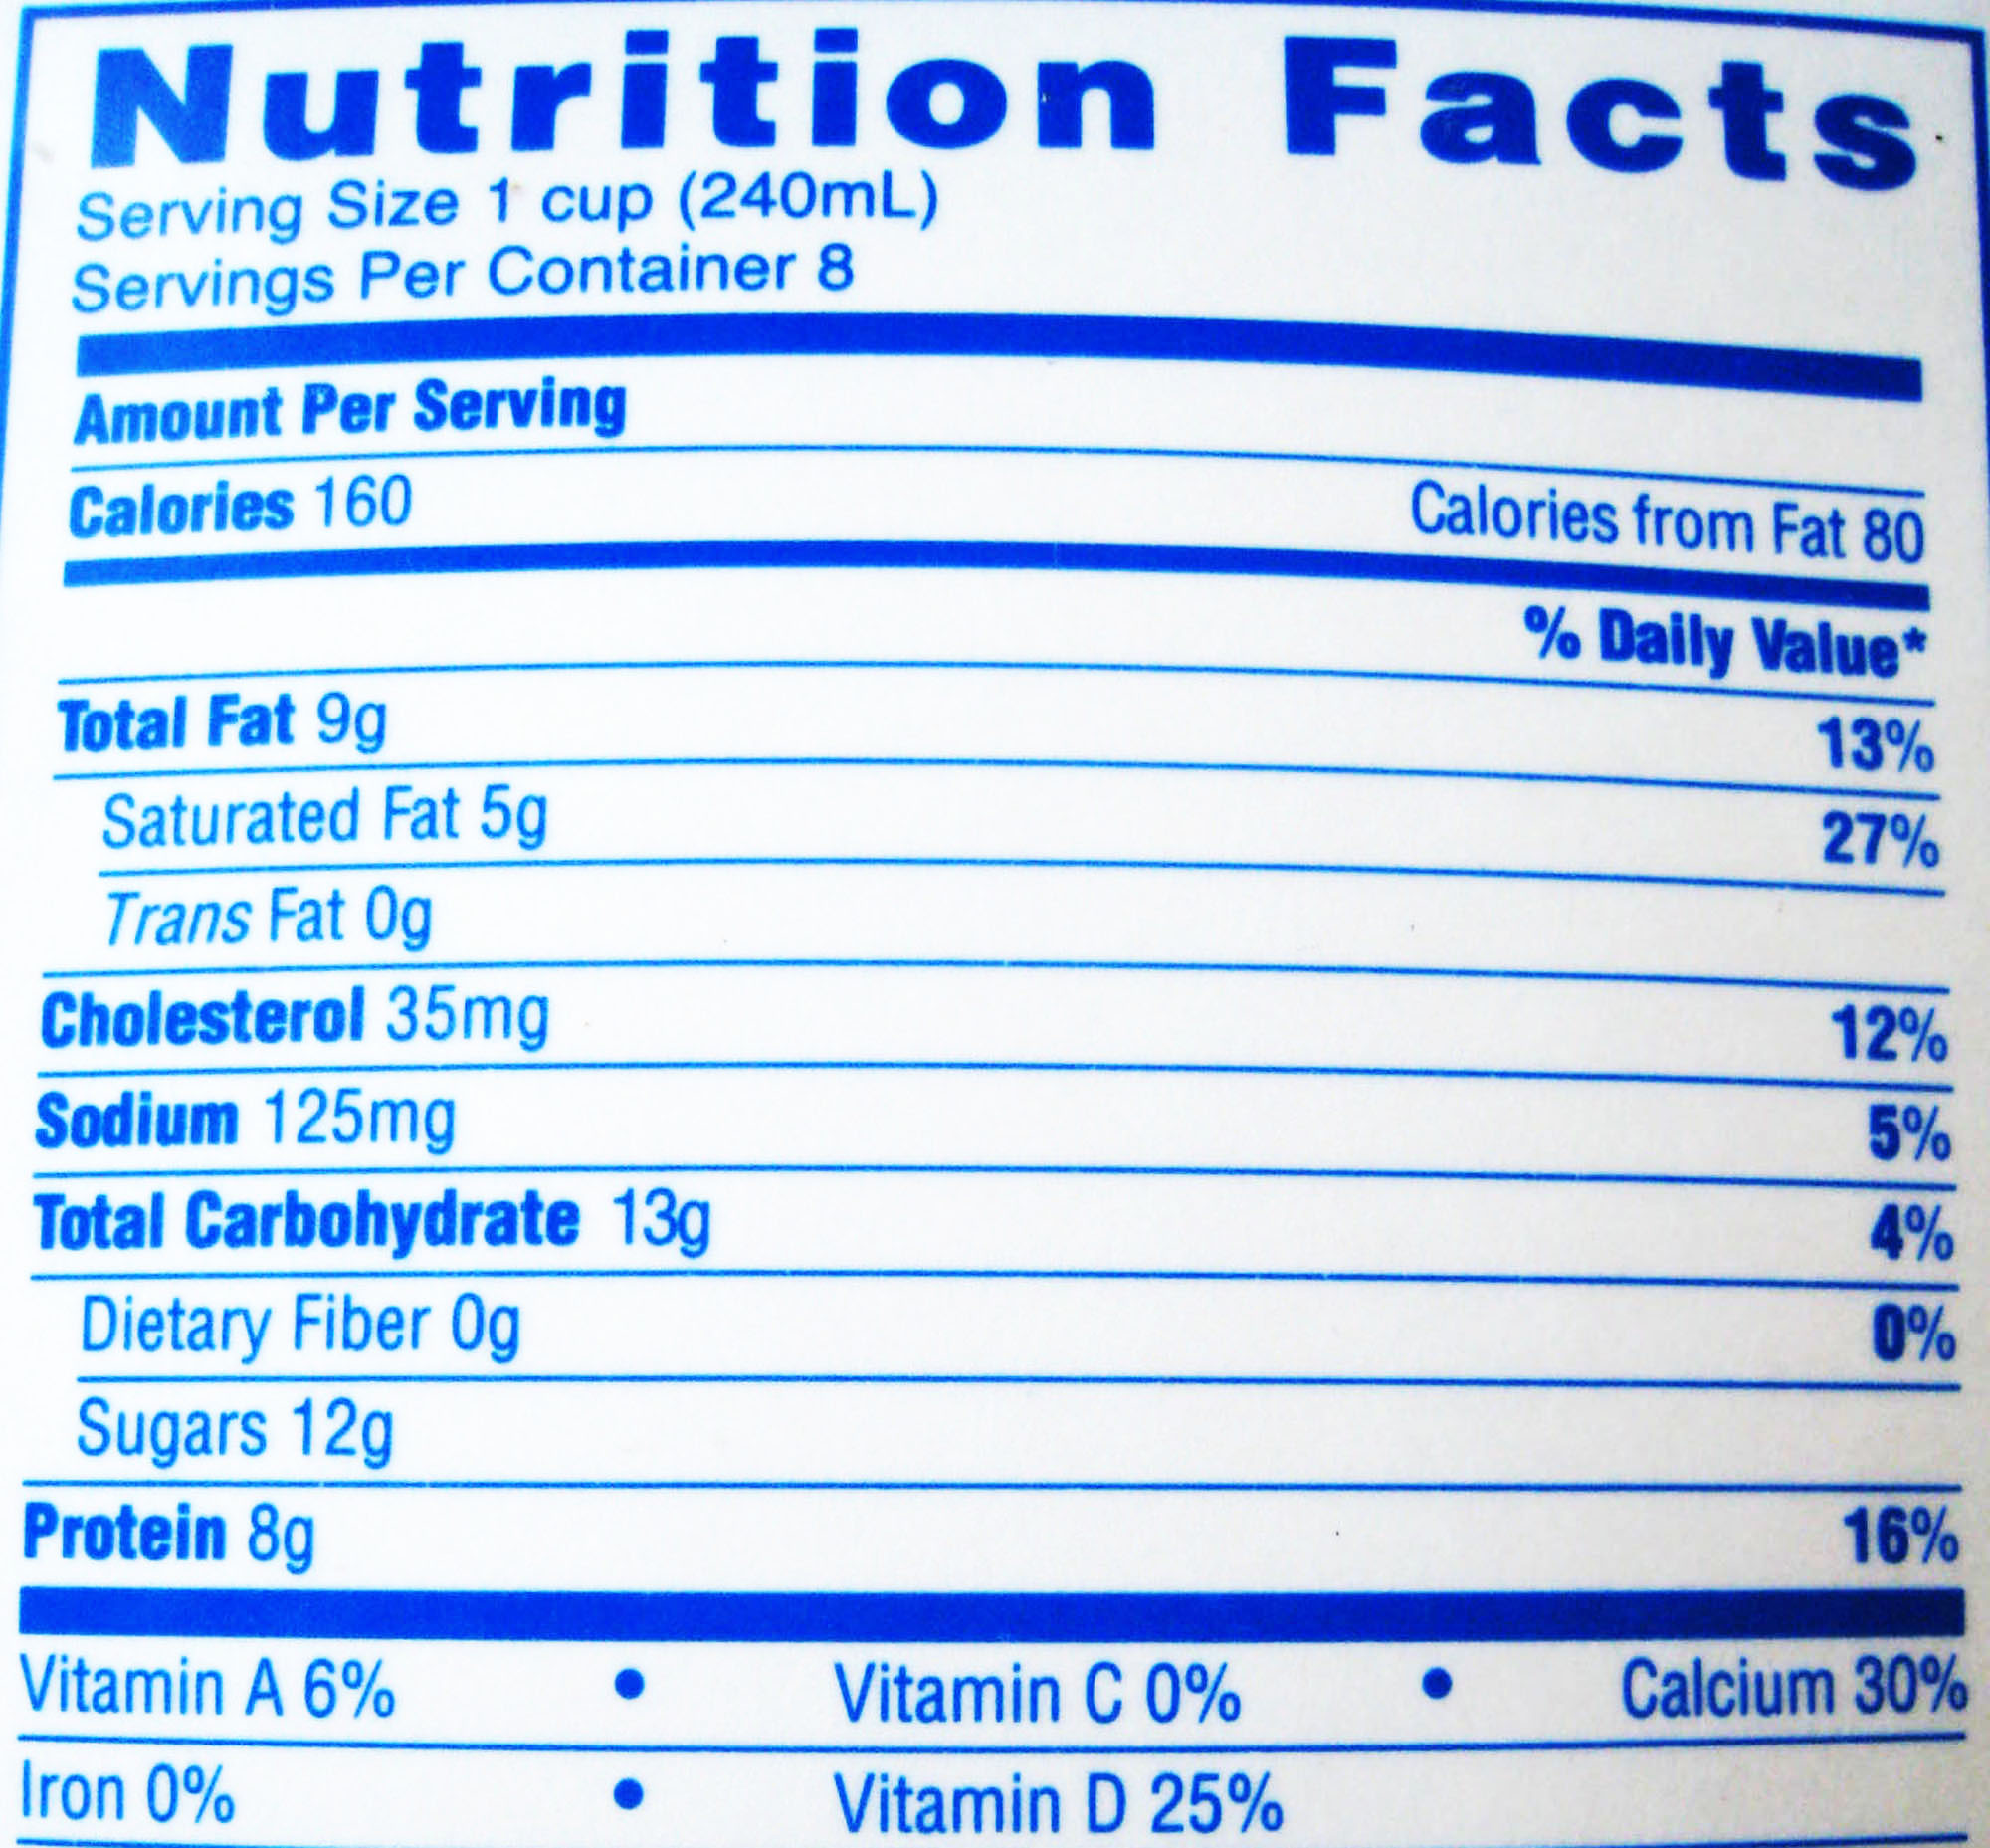 Nutrition Facts
Serving Size 1 cup (240mL)
Servings Per Container 8
Amount Per Serving
Calories 160 Calories from Fat 80
% Daily Value*
Total Fat 9g 13%
Saturated Fat 5g 27%
Trans Fat 0g
Cholesterol 35mg 12%
Sodium 125mg 5%
Total Carbohydrate 13g 4%
Dietary Fiber 0g 0%
Sugars 12g
Protein 8g 16%
Vitamin A 6% • Vitamin C 0% • Calcium 30%
Iron 0% • Vitamin D 25%